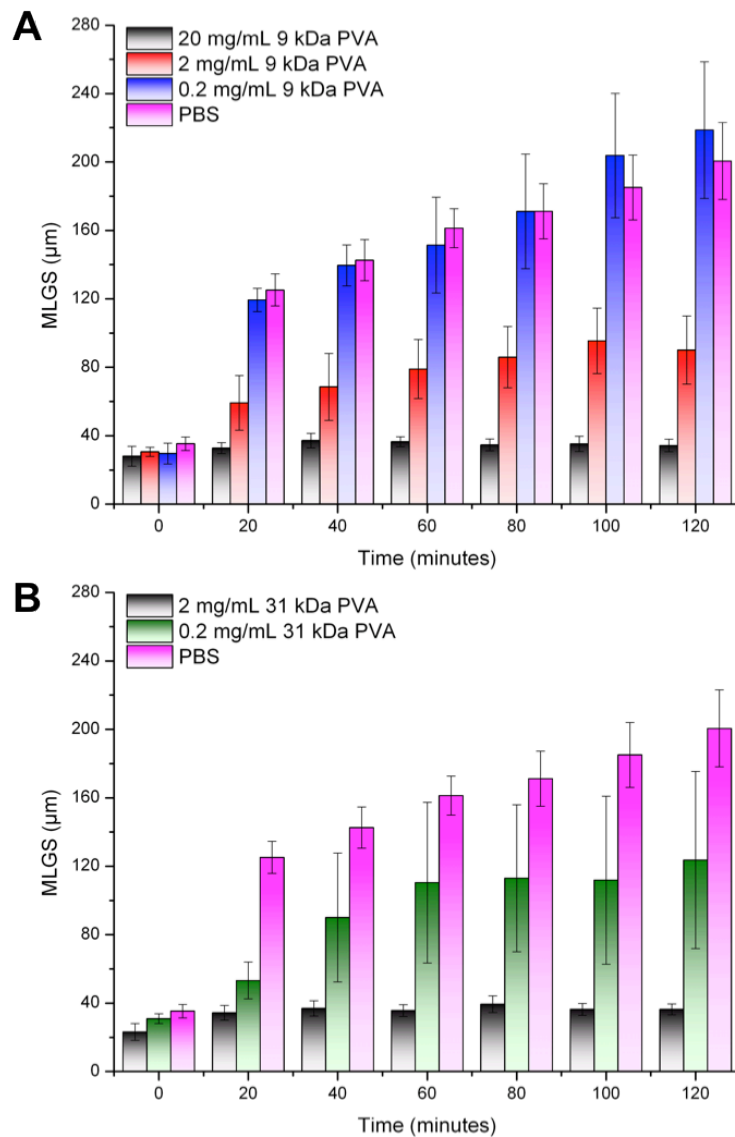 A
20 mg/mL 9 kDa PVA
2 mg/mL 9 kDa PVA
0.2 mg/mL 9 kDa PVA
PBS
280
240
200
160
120
80
40
0
MLGS (µm)
0 20 40 60 80 100 120
Time (minutes)
B
2 mg/mL 31 kDa PVA
0.2 mg/mL 31 kDa PVA
PBS
280
240
200
160
120
80
40
0
MLGS (µm)
0 20 40 60 80 100 120
Time (minutes)